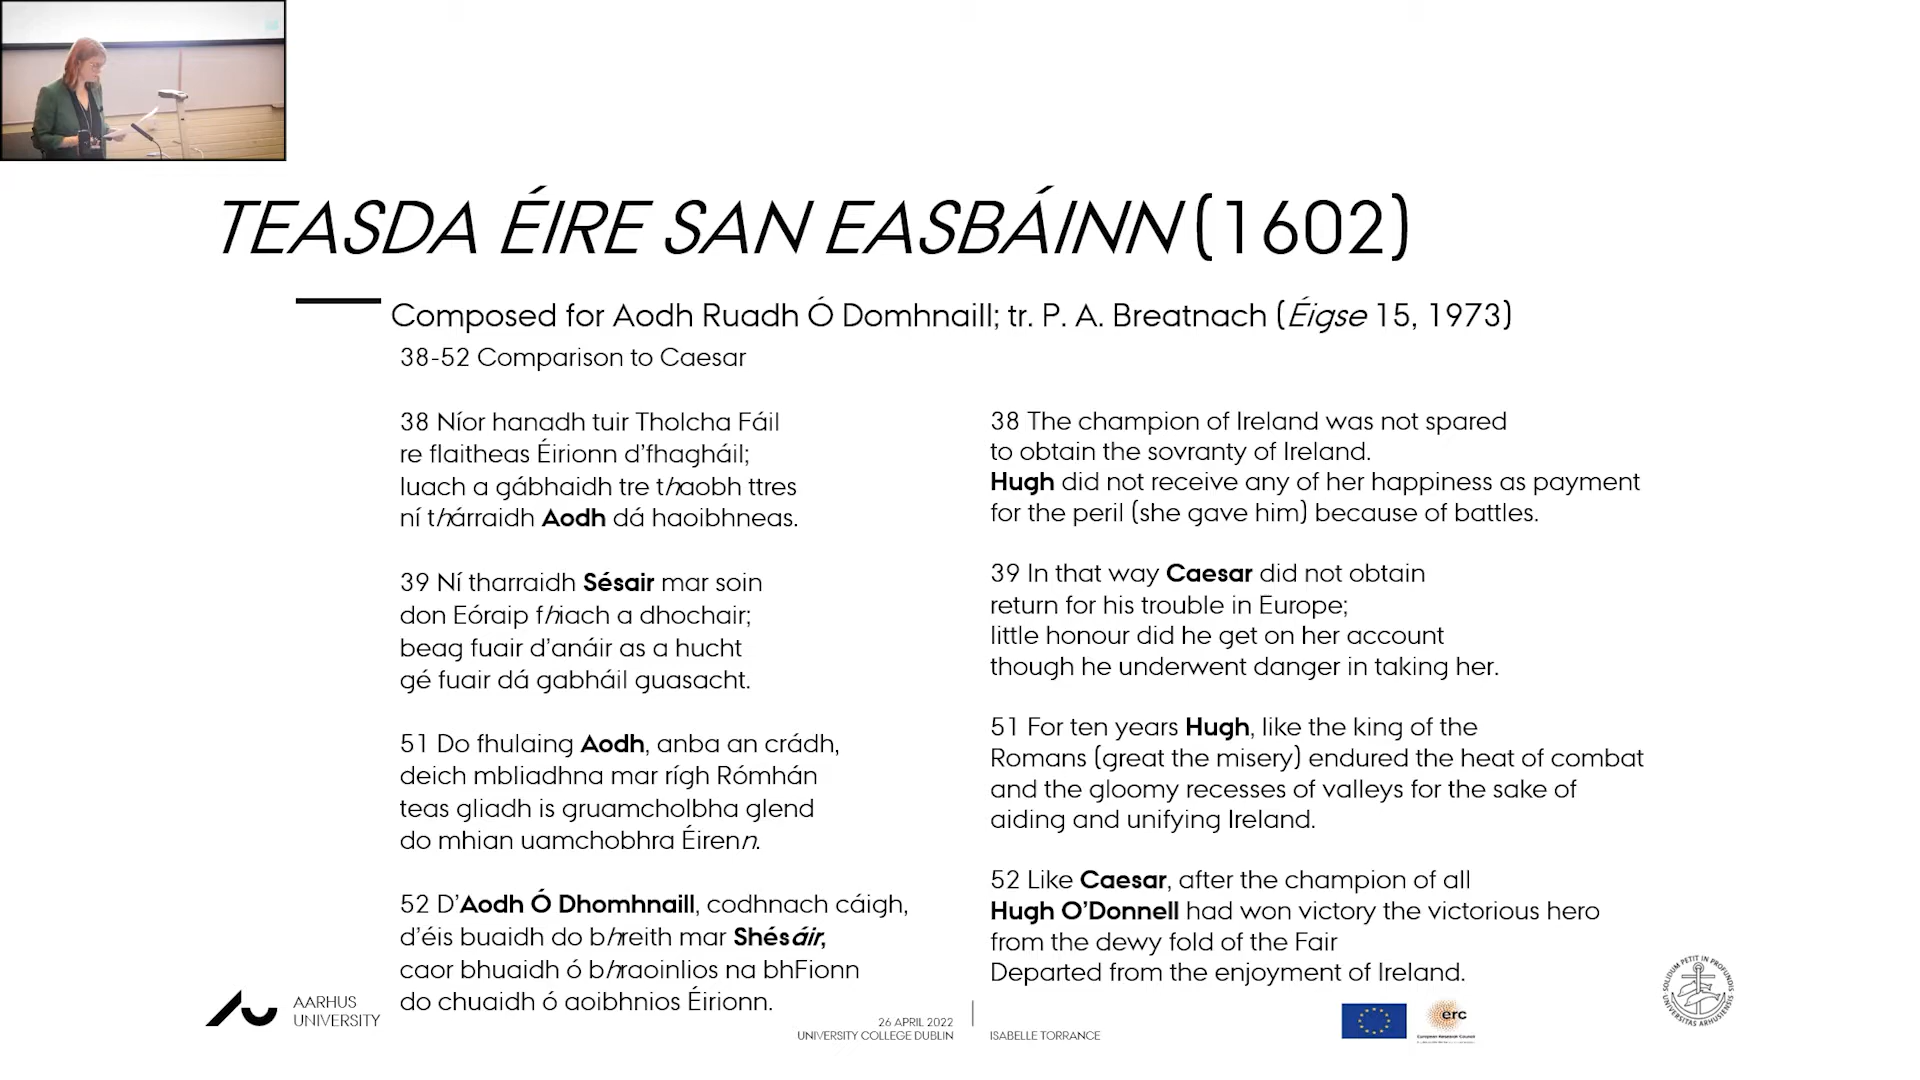 TEASDA ÉIRE SAN EASBÁINN (1602)
Composed for Aodh Ruadh Ó Domhnaill; tr. P. A. Breatnach (Éigse 15, 1973)
38-52 Comparison to Caesar
38 Níor hanadh tuir Tholcha Fáil
re flaitheas Éirionn d'fhagháil;
luach a gábhaidh tre thaobh ttres
ní thárraidh Aodh dá haoibhneas.
39 Ní tharraidh Sésair mar soin
don Eóraip fhiach a dhochair;
beag fuair d'anáir as a hucht
gé fuair dá gabháil guasacht.
51 Do fhulaing Aodh, anba an crádh,
deich mbliadhna mar rígh Rómhán
teas gliadh is gruamcholbha glend
do mhian uamchobhra Éirenn.
52 D'Aodh Ó Dhomhnaill, codhnach cáigh,
d'éis buaidh do bhreith mar Shésáir,
caor bhuaidh ó bhraoinlios na bhFionn
do chuaidh ó aoibhnios Éirionn.
38 The champion of Ireland was not spared
to obtain the sovranty of Ireland.
Hugh did not receive any of her happiness as payment
for the peril (she gave him) because of battles.
39 In that way Caesar did not obtain
return for his trouble in Europe;
little honour did he get on her account
though he underwent danger in taking her.
51 For ten years Hugh, like the king of the
Romans (great the misery) endured the heat of combat
and the gloomy recesses of valleys for the sake of
aiding and unifying Ireland.
52 Like Caesar, after the champion of all
Hugh O'Donnell had won victory the victorious hero
from the dewy fold of the Fair
Departed from the enjoyment of Ireland.
AARHUS
UNIVERSITY
26 APRIL 2022
UNIVERSITY COLLEGE DUBLIN
ISABELLE TORRANCE
erc
European Research Council
SOLIDUM PETIT IN PROFUNDIS
UNIVERSITAS ARHUSIENSIS